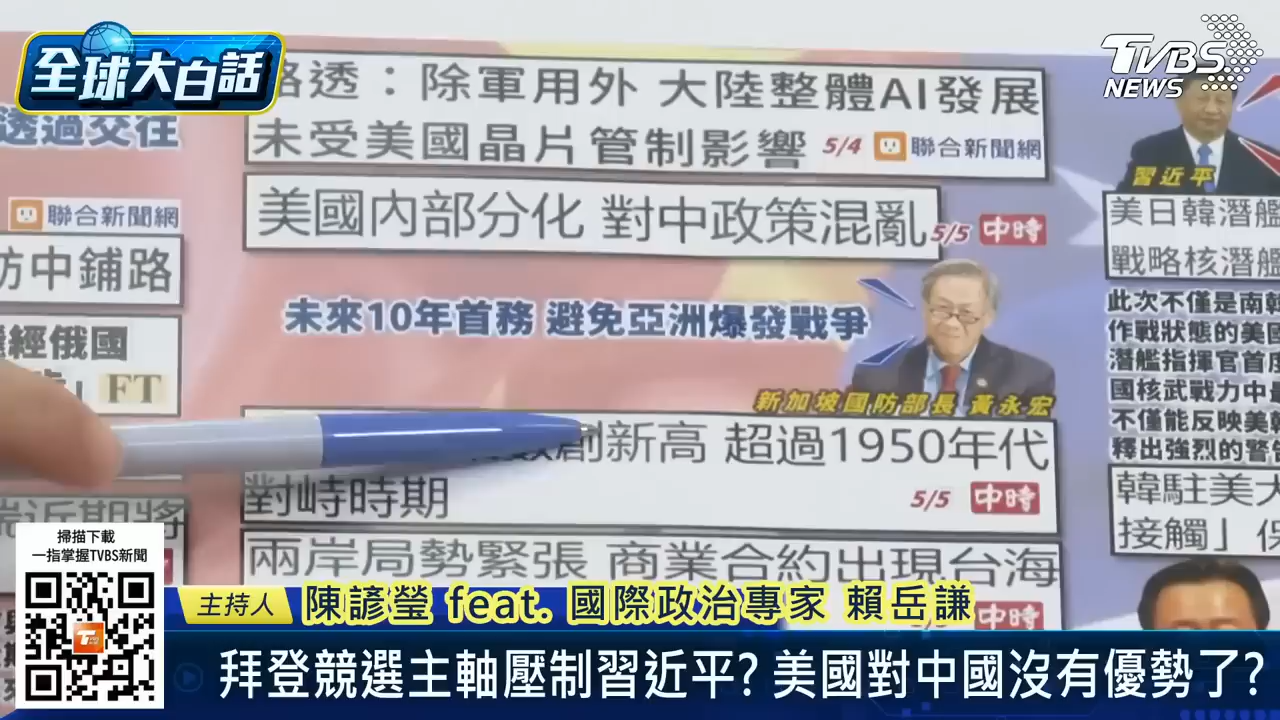 全球大白話
TVBS
NEWS
透過交往
聯合新聞網
防中鋪路
經俄國
FT
路透：除軍用外 大陸整體AI發展
未受美國晶片管制影響 5/4 聯合新聞網
美國內部分化 對中政策混亂 5/5 中時
未來10年首務 避免亞洲爆發戰爭
新加坡國防部長 黃永宏
創新高 超過1950年代
對峙時期 5/5 中時
兩岸局勢緊張 商業合約出現台海
中時
習近平
美日韓潛艦
戰略核潛艦
此次不僅是南韓
作戰狀態的美國
潛艦指揮官首度
國核武戰力中最
不僅能反映美韓
釋出強烈的警告
韓駐美大
接觸」保
掃描下載
一指掌握TVBS新聞
主持人 陳諺瑩 feat. 國際政治專家 賴岳謙
拜登競選主軸壓制習近平? 美國對中國沒有優勢了?